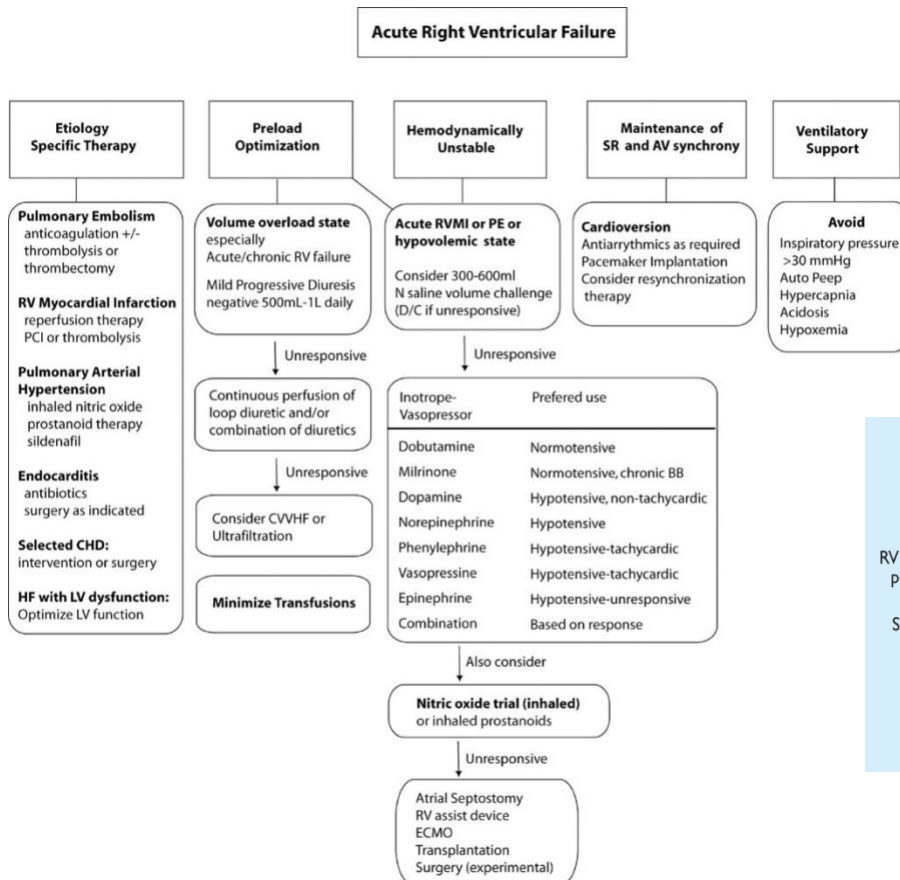 Acute Right Ventricular Failure
Etiology
Specific Therapy
Pulmonary Embolism
anticoagulation +/-
thrombolysis or
thrombectomy
RV Myocardial Infarction
reperfusion therapy
PCI or thrombolysis
Pulmonary Arterial
Hypertension
inhaled nitric oxide
prostanoid therapy
sildenafil
Endocarditis
antibiotics
surgery as indicated
Selected CHD:
intervention or surgery
HF with LV dysfunction:
Optimize LV function
Preload
Optimization
Volume overload state
especially
Acute/chronic RV failure
Mild Progressive Diuresis
negative 500mL-1L daily
Unresponsive
Continuous perfusion of
loop diuretic and/or
combination of diuretics
Unresponsive
Consider CVVHF or
Ultrafiltration
Minimize Transfusions
Hemodynamically
Unstable
Acute RVMI or PE or
hypovolemic state
Consider 300-600ml
N saline volume challenge
(D/C if unresponsive)
Unresponsive
Inotrope- Prefered use
Vasopressor
Dobutamine Normotensive
Milrinone Normotensive, chronic BB
Dopamine Hypotensive, non-tachycardic
Norepinephrine Hypotensive
Phenylephrine Hypotensive-tachycardic
Vasopressine Hypotensive-tachycardic
Epinephrine Hypotensive-unresponsive
Combination Based on response
Also consider
Nitric oxide trial (inhaled)
or inhaled prostanoids
Unresponsive
Atrial Septostomy
RV assist device
ECMO
Transplantation
Surgery (experimental)
Maintenance of
SR and AV synchrony
Cardioversion
Antiarrythmics as required
Pacemaker Implantation
Consider resynchronization
therapy
Ventilatory
Support
Avoid
Inspiratory pressure
>30 mmHg
Auto Peep
Hypercapnia
Acidosis
Hypoxemia
RV
P
S